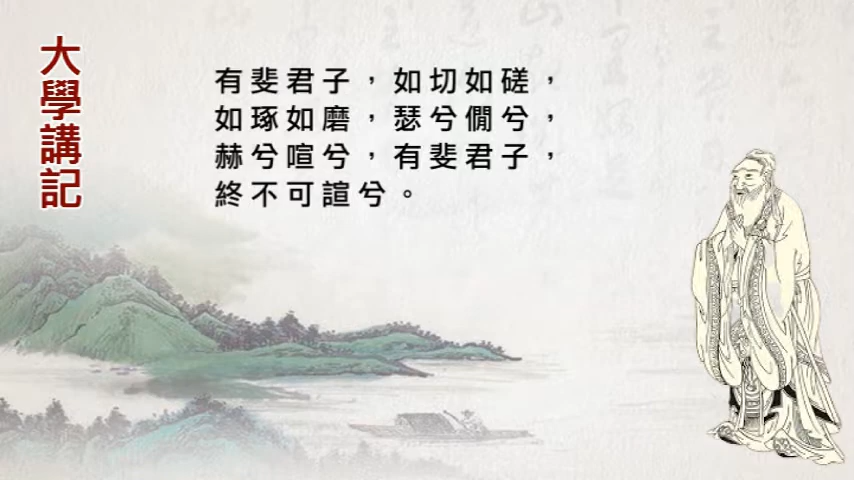 大學講記
有斐君子，如切如磋，
如琢如磨，瑟兮僩兮，
赫兮喧兮，有斐君子，
終不可諠兮。